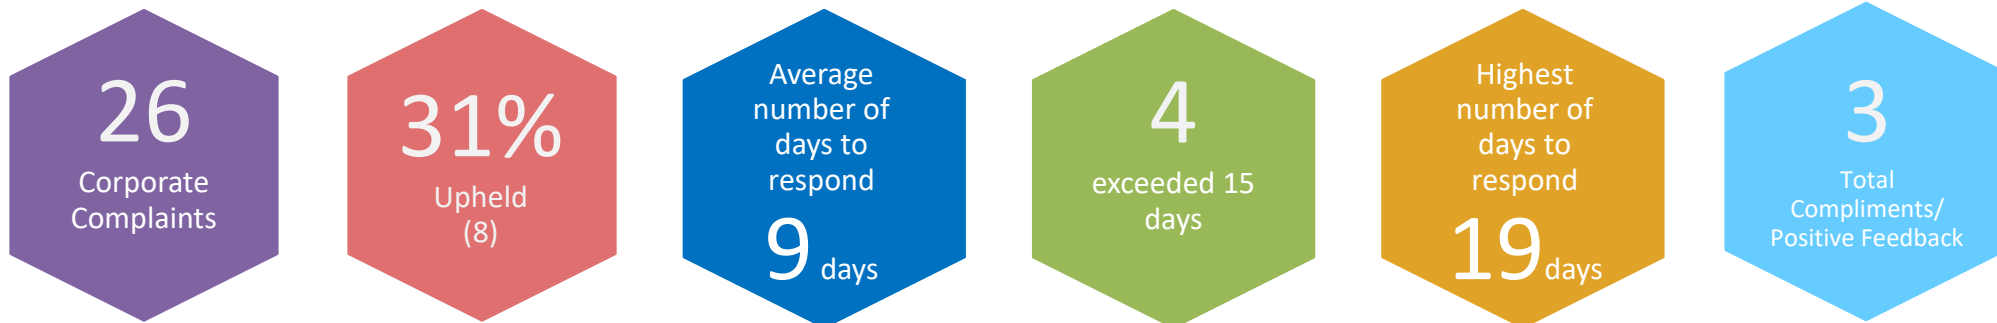 26
Corporate
Complaints
31%
Upheld
(8)
Average
number of
days to
respond
9 days
4
exceeded 15
days
Highest
number of
days to
respond
19 days
3
Total
Compliments/
Positive Feedback